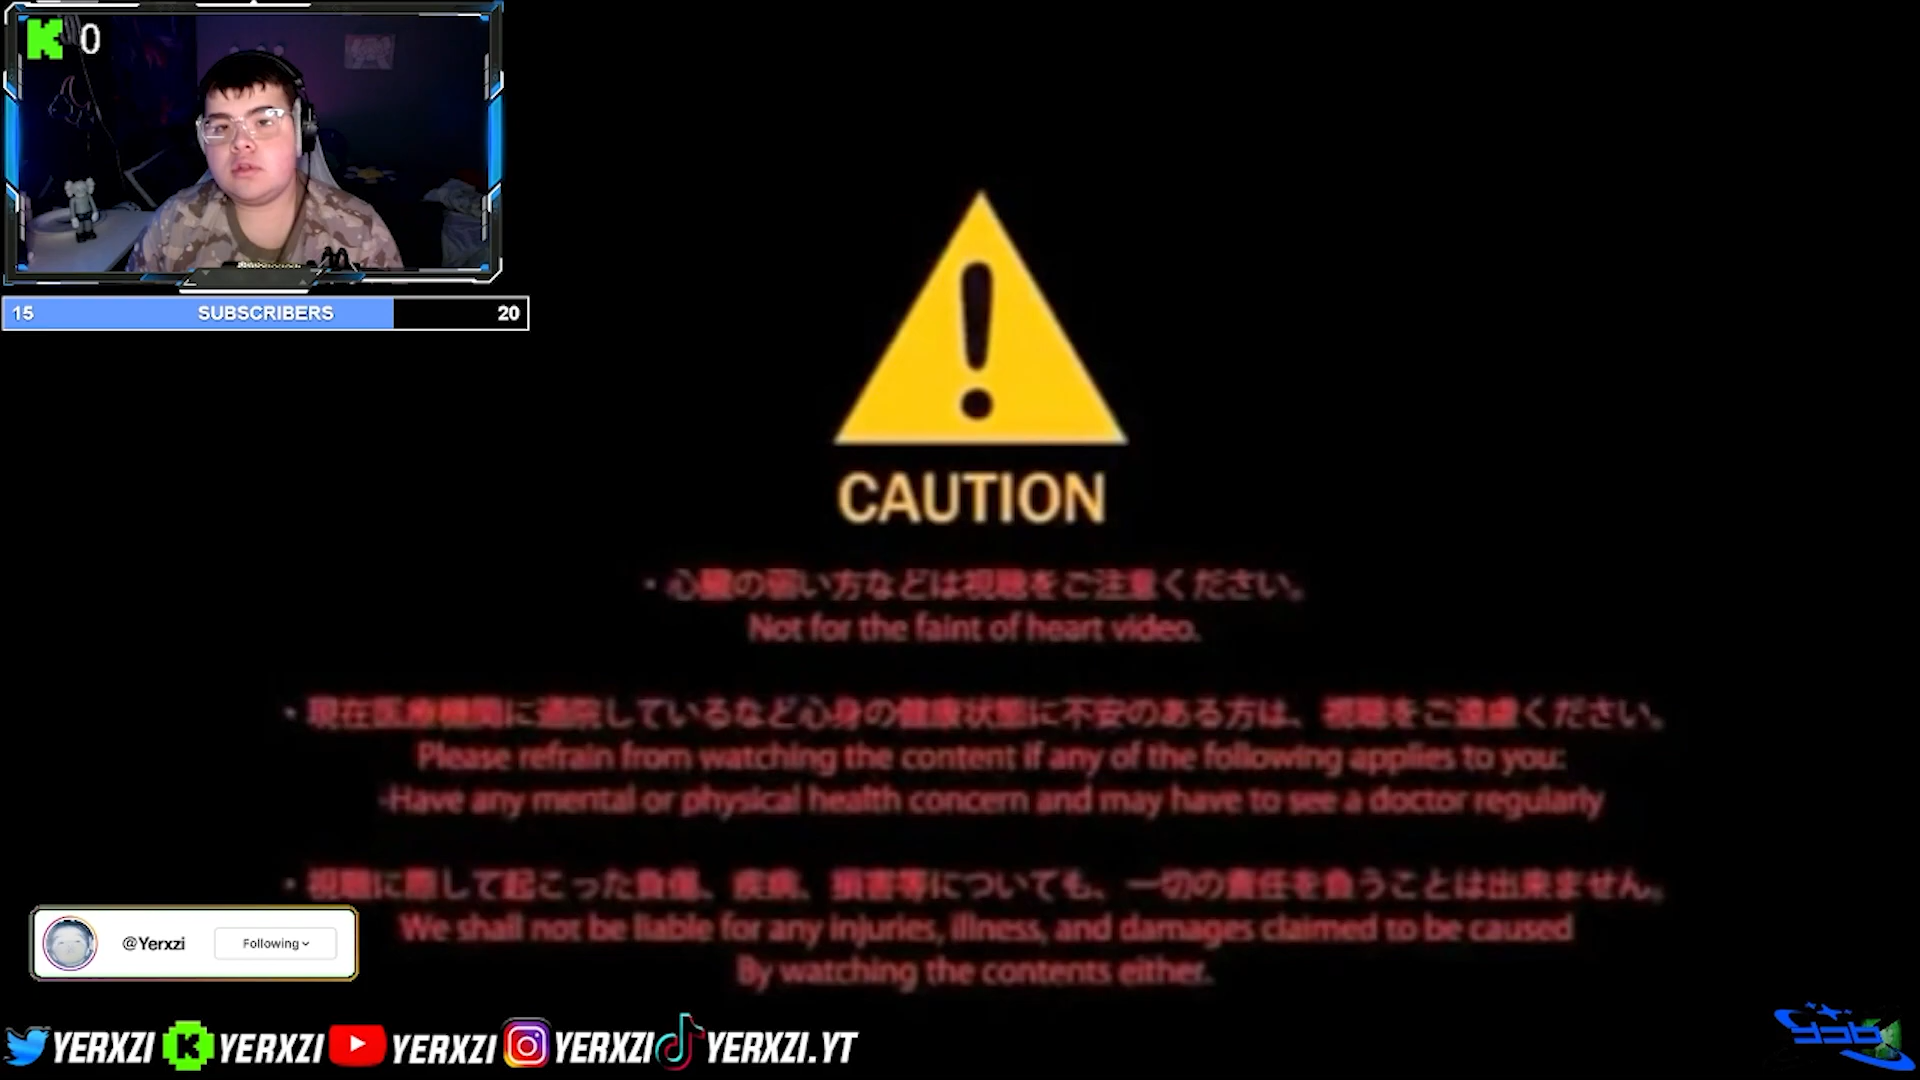 K 0
15 SUBSCRIBERS 20
CAUTION
・心臓の弱い方などは視聴をご注意ください。
Not for the faint of heart video.
・現在医療機関に通院しているなど心身の健康状態に不安のある方は、視聴をご遠慮ください。
Please refrain from watching the content if any of the following applies to you:
-Have any mental or physical health concern and may have to see a doctor regularly
・視聴に際して起こった負傷、疾病、損害等についても、一切の責任を負うことは出来ません。
We shall not be liable for any injuries, illness, and damages claimed to be caused
By watching the contents either.
@Yerxzi Following
YERXZI K YERXZI YERXZI YERXZI YERXZI.YT